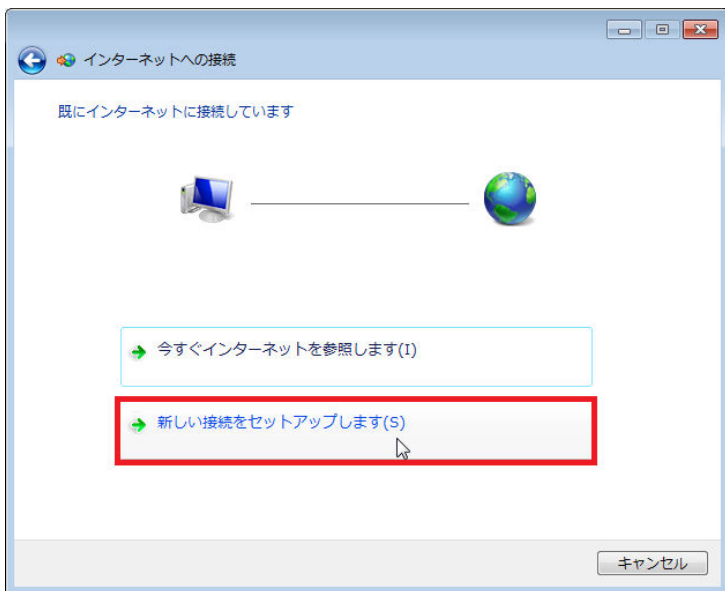 インターネットへの接続
既にインターネットに接続しています
今すぐインターネットを参照します(I)
新しい接続をセットアップします(S)
キャンセル